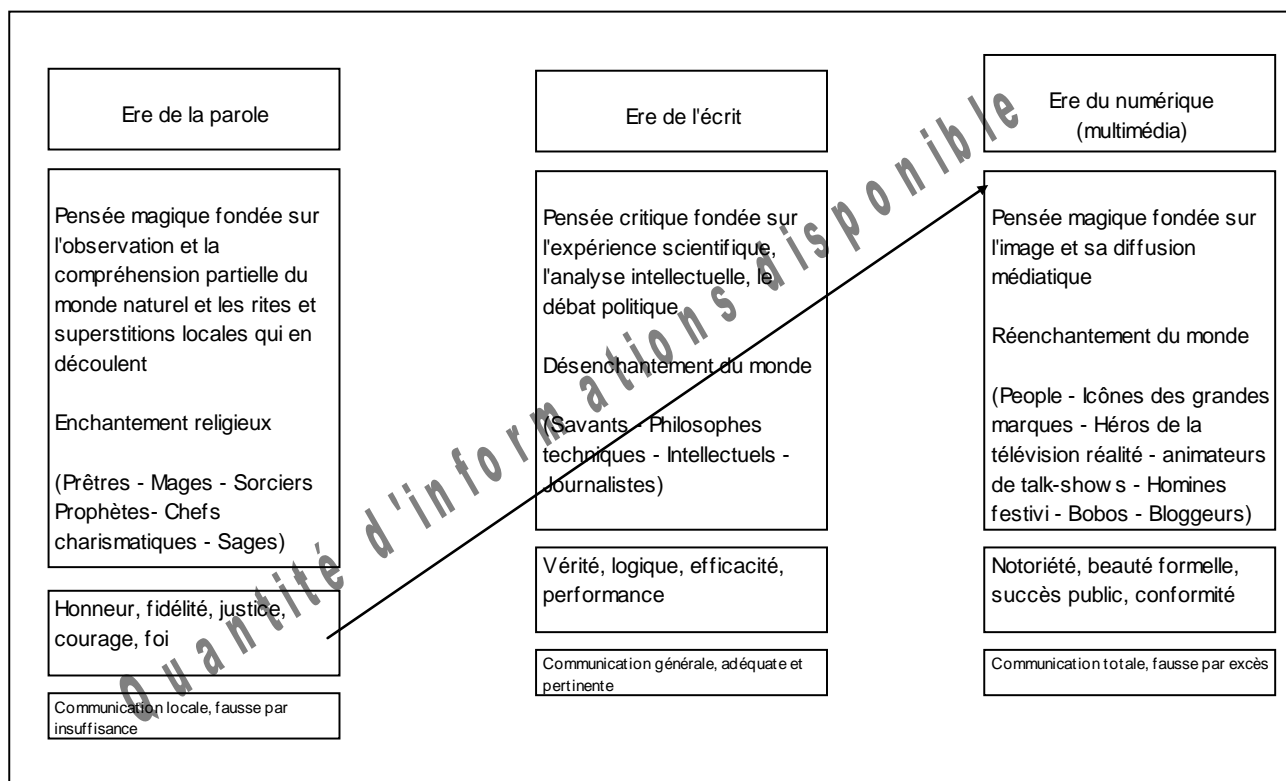 Ere de la parole
Pensée magique fondée sur
l'observation et la
compréhension partielle du
monde naturel et les rites et
superstitions locales qui en
découlent
Enchantement religieux
(Prêtres - Mages - Sorciers
Prophètes- Chefs
charismatiques - Sages)
Honneur, fidélité, justice,
courage, foi
Communication locale, fausse par
insuffisance
Ere de l'écrit
Pensée critique fondée sur
l'expérience scientifique,
l'analyse intellectuelle, le
débat politique
Désenchantement du monde
(Savants - Philosophes
techniques - Intellectuels -
Journalistes)
Vérité, logique, efficacité,
performance
Communication générale, adéquate et
pertinente
Ere du numérique
(multimédia)
Pensée magique fondée sur
l'image et sa diffusion
médiatique
Réenchantement du monde
(People - Icônes des grandes
marques - Héros de la
télévision réalité - animateurs
de talk-shows - Homines
festivi - Bobos - Bloggeurs)
Notoriété, beauté formelle,
succès public, conformité
Communication totale, fausse par excès
Quantité d'informations disponible